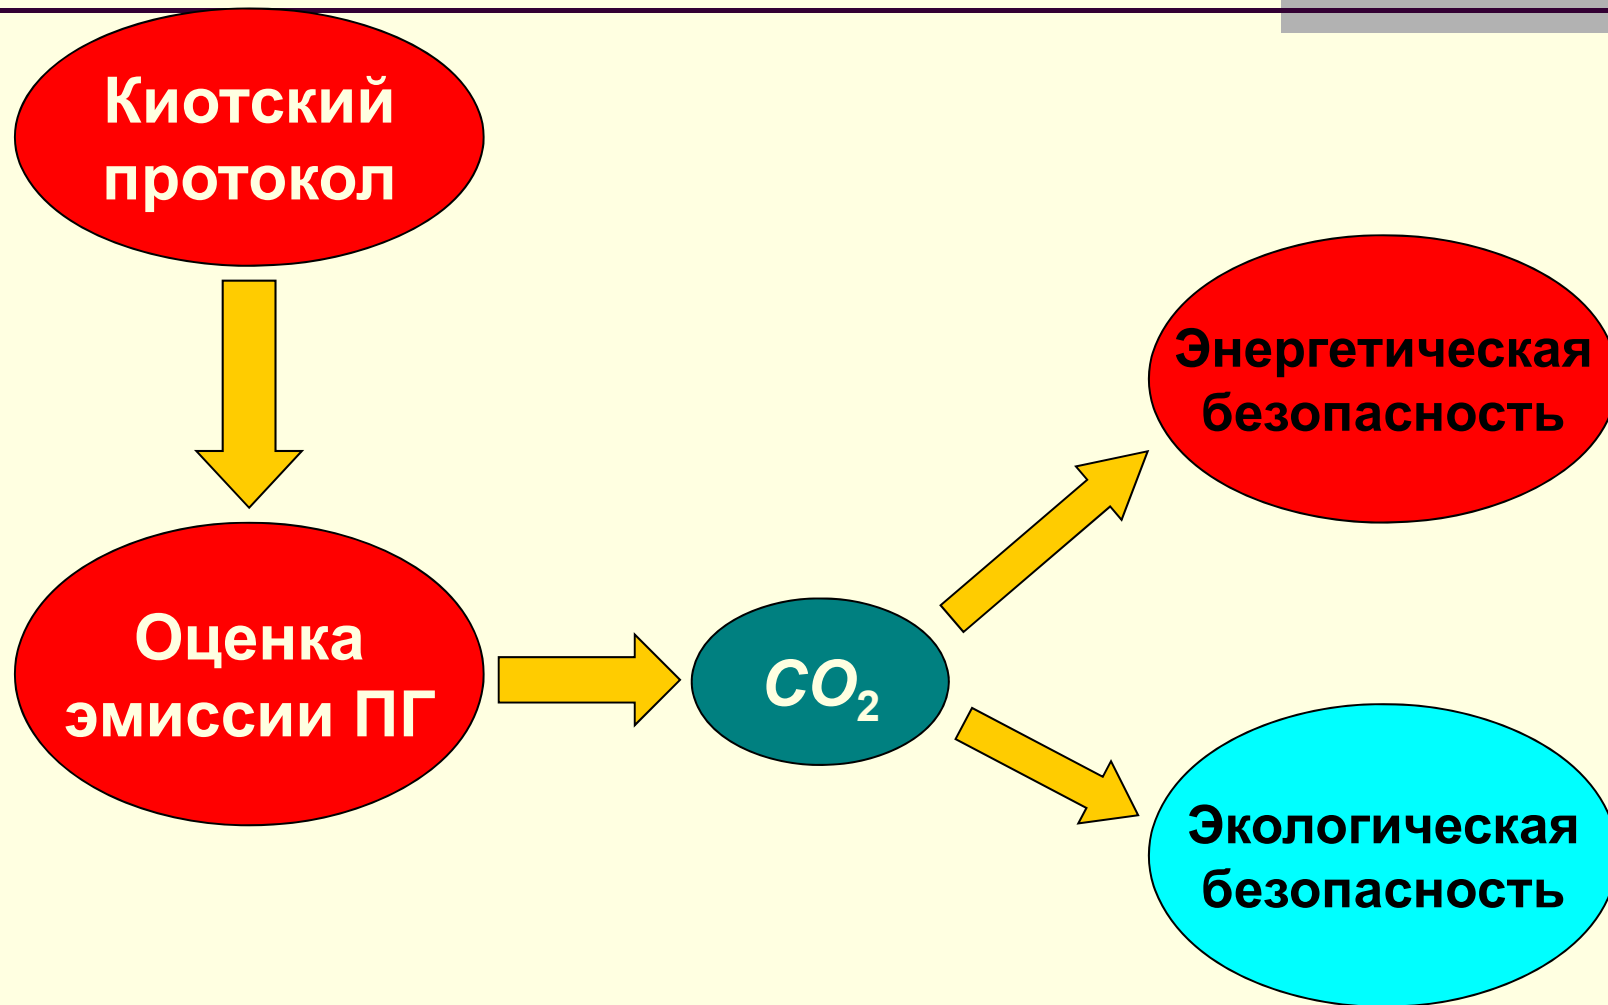 Киотский
протокол
Оценка
эмиссии ПГ
CO₂
Энергетическая
безопасность
Экологическая
безопасность